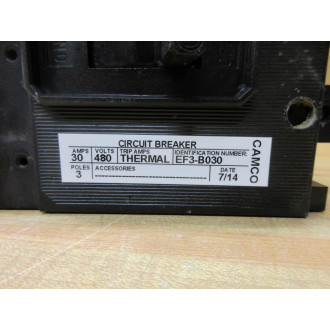 CIRCUIT BREAKER
AMPS VOLTS TRIP AMPS IDENTIFICATION NUMBER:
30 480 THERMAL EF3-B030
POLES ACCESSORIES DATE
3 7/14
CAMCO